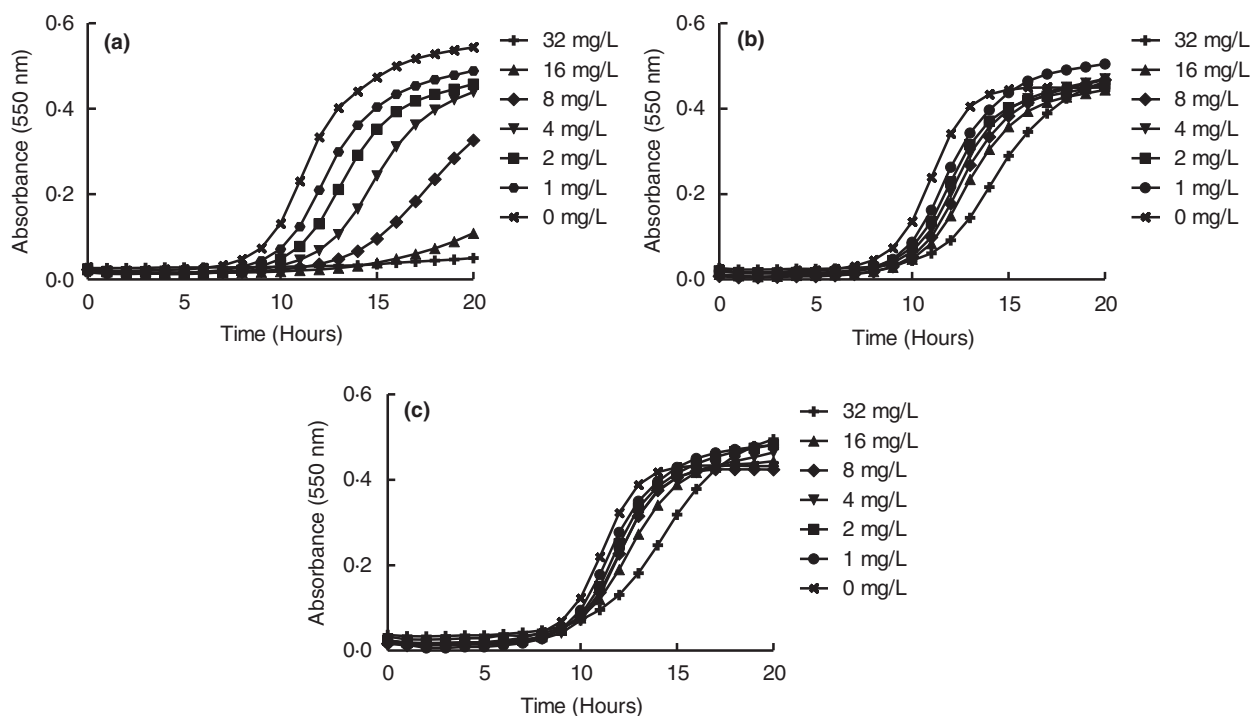 (a)
Absorbance (550 nm)
0·6
0·4
0·2
0·0
0 5 10 15 20
Time (Hours)
32 mg/L
16 mg/L
8 mg/L
4 mg/L
2 mg/L
1 mg/L
0 mg/L
(b)
Absorbance (550 nm)
0·6
0·4
0·2
0·0
0 5 10 15 20
Time (Hours)
32 mg/L
16 mg/L
8 mg/L
4 mg/L
2 mg/L
1 mg/L
0 mg/L
(c)
Absorbance (550 nm)
0·6
0·4
0·2
0·0
0 5 10 15 20
Time (Hours)
32 mg/L
16 mg/L
8 mg/L
4 mg/L
2 mg/L
1 mg/L
0 mg/L